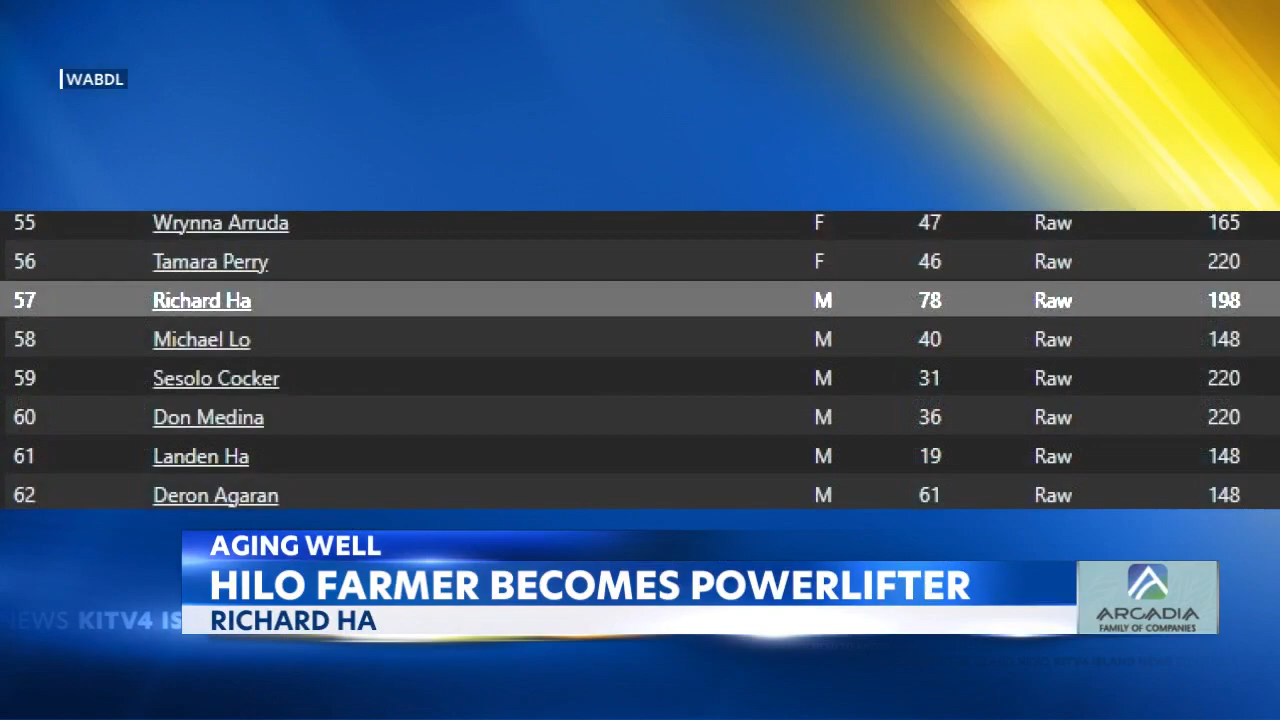 WABDL
55 Wrynna Arruda F 47 Raw 165
56 Tamara Perry F 46 Raw 220
57 Richard Ha M 78 Raw 198
58 Michael Lo M 40 Raw 148
59 Sesolo Cocker M 31 Raw 220
60 Don Medina M 36 Raw 220
61 Landen Ha M 19 Raw 148
62 Deron Agaran M 61 Raw 148
AGING WELL
HILO FARMER BECOMES POWERLIFTER
RICHARD HA
EWS KITV4 IS
ARCADIA
FAMILY OF COMPANIES